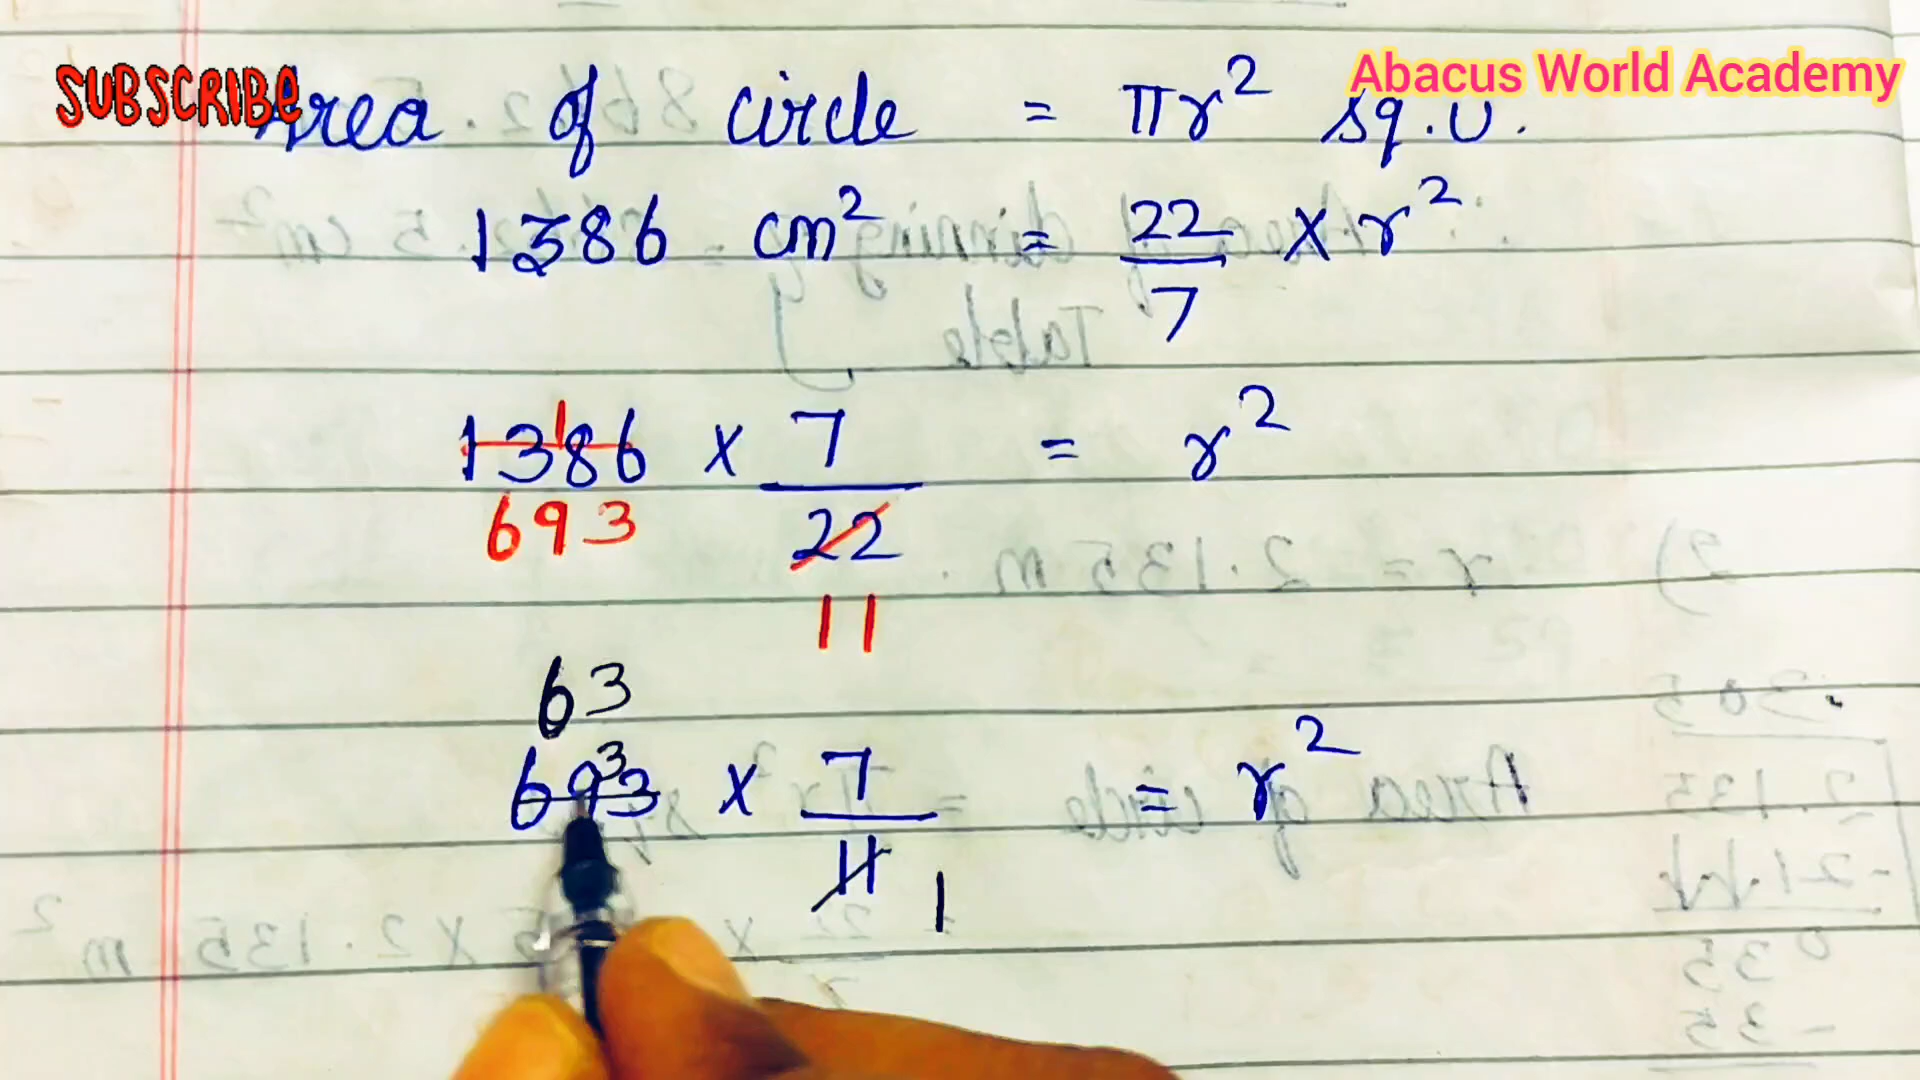 SUBSCRIBE
Abacus World Academy
Area of circle = πr² sq.u.
1386 cm² = 22/7 × r²
1386 × 7/22 = r²
693 11
63
693 × 7/11 = r²
1